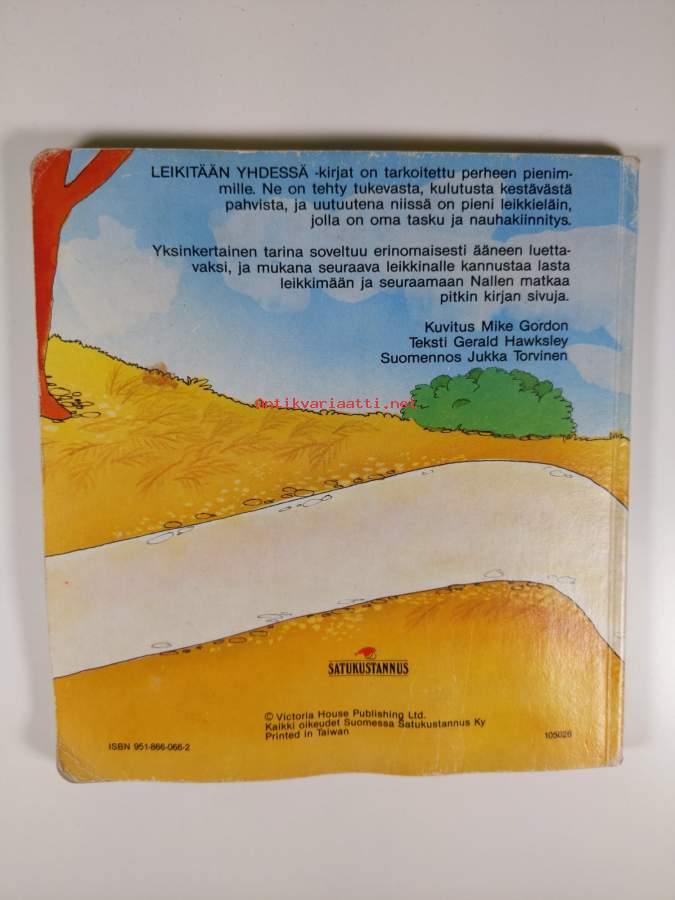 LEIKITÄÄN YHDESSÄ -kirjat on tarkoitettu perheen pienim-
mille. Ne on tehty tukevasta, kulutusta kestävästä
pahvista, ja uutuutena niissä on pieni leikkieläin,
jolla on oma tasku ja nauhakiinnitys.
Yksinkertainen tarina soveltuu erinomaisesti ääneen luetta-
vaksi, ja mukana seuraava leikkinalle kannustaa lasta
leikkimään ja seuraamaan Nallen matkaa
pitkin kirjan sivuja.
Kuvitus Mike Gordon
Teksti Gerald Hawksley
Suomennos Jukka Torvinen
Antikvariaatti.net
SATUKUSTANNUS
© Victoria House Publishing Ltd.
Kaikki oikeudet Suomessa Satukustannus Ky
Printed in Taiwan
ISBN 951-866-066-2
105026